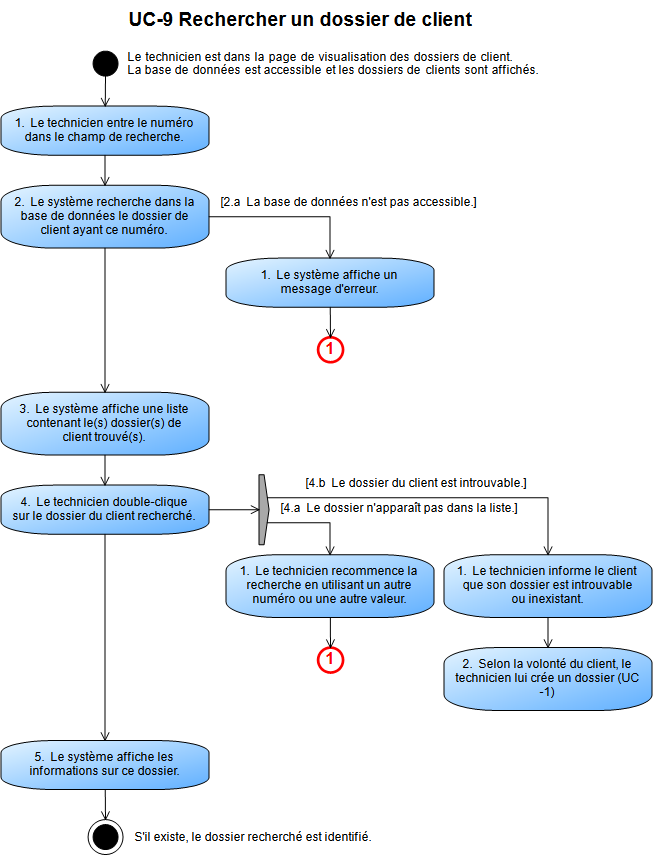 UC-9 Rechercher un dossier de client
Le technicien est dans la page de visualisation des dossiers de client.
La base de données est accessible et les dossiers de clients sont affichés.
1. Le technicien entre le numéro
dans le champ de recherche.
2. Le système recherche dans la
base de données le dossier de
client ayant ce numéro.
[2.a La base de données n'est pas accessible.]
1. Le système affiche un
message d'erreur.
1
3. Le système affiche une liste
contenant le(s) dossier(s) de
client trouvé(s).
4. Le technicien double-clique
sur le dossier du client recherché.
[4.b Le dossier du client est introuvable.]
[4.a Le dossier n'apparaît pas dans la liste.]
1. Le technicien recommence la
recherche en utilisant un autre
numéro ou une autre valeur.
1
1. Le technicien informe le client
que son dossier est introuvable
ou inexistant.
2. Selon la volonté du client, le
technicien lui crée un dossier (UC
-1)
5. Le système affiche les
informations sur ce dossier.
S'il existe, le dossier recherché est identifié.